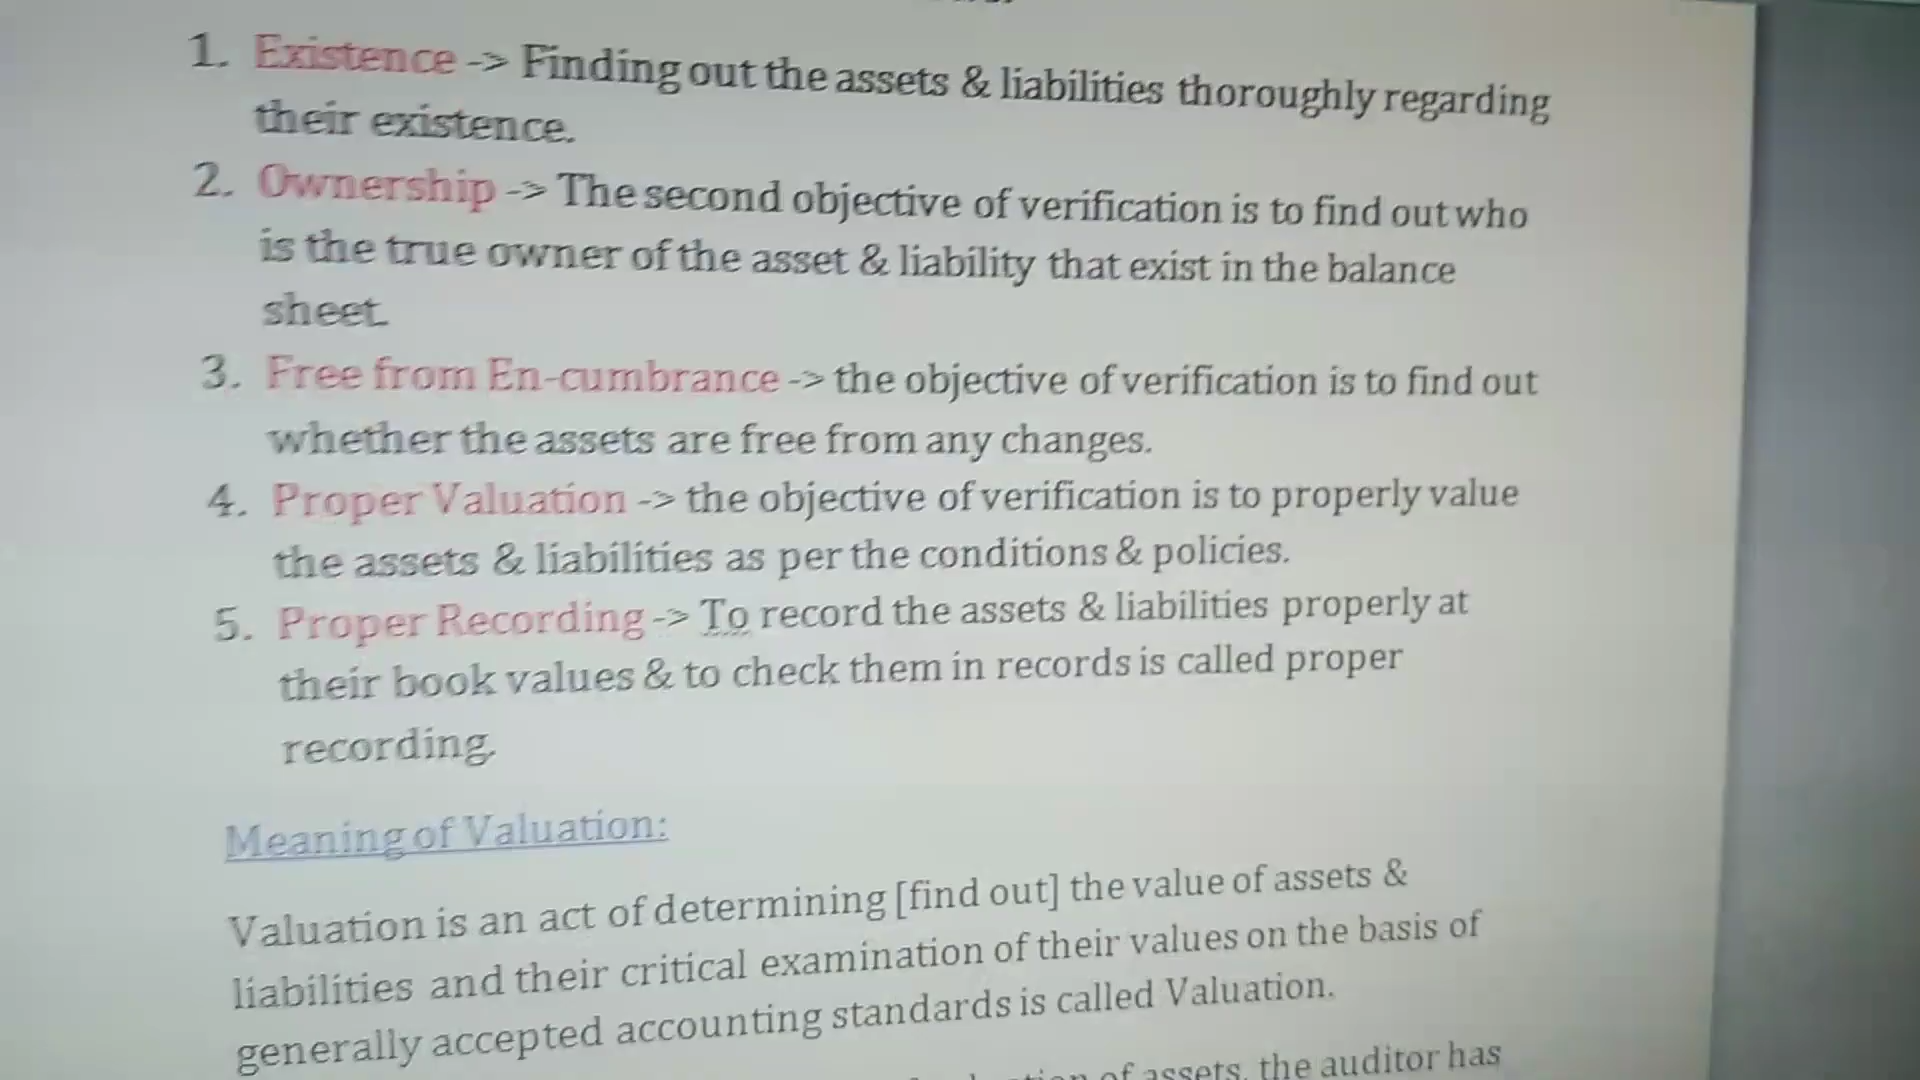 1. Existence -> Finding out the assets & liabilities thoroughly regarding
their existence.
2. Ownership -> The second objective of verification is to find out who
is the true owner of the asset & liability that exist in the balance
sheet.
3. Free from En-cumbrance -> the objective of verification is to find out
whether the assets are free from any changes.
4. Proper Valuation -> the objective of verification is to properly value
the assets & liabilities as per the conditions & policies.
5. Proper Recording -> To record the assets & liabilities properly at
their book values & to check them in records is called proper
recording.
Meaning of Valuation:
Valuation is an act of determining [find out] the value of assets &
liabilities and their critical examination of their values on the basis of
generally accepted accounting standards is called Valuation.
of assets, the auditor has